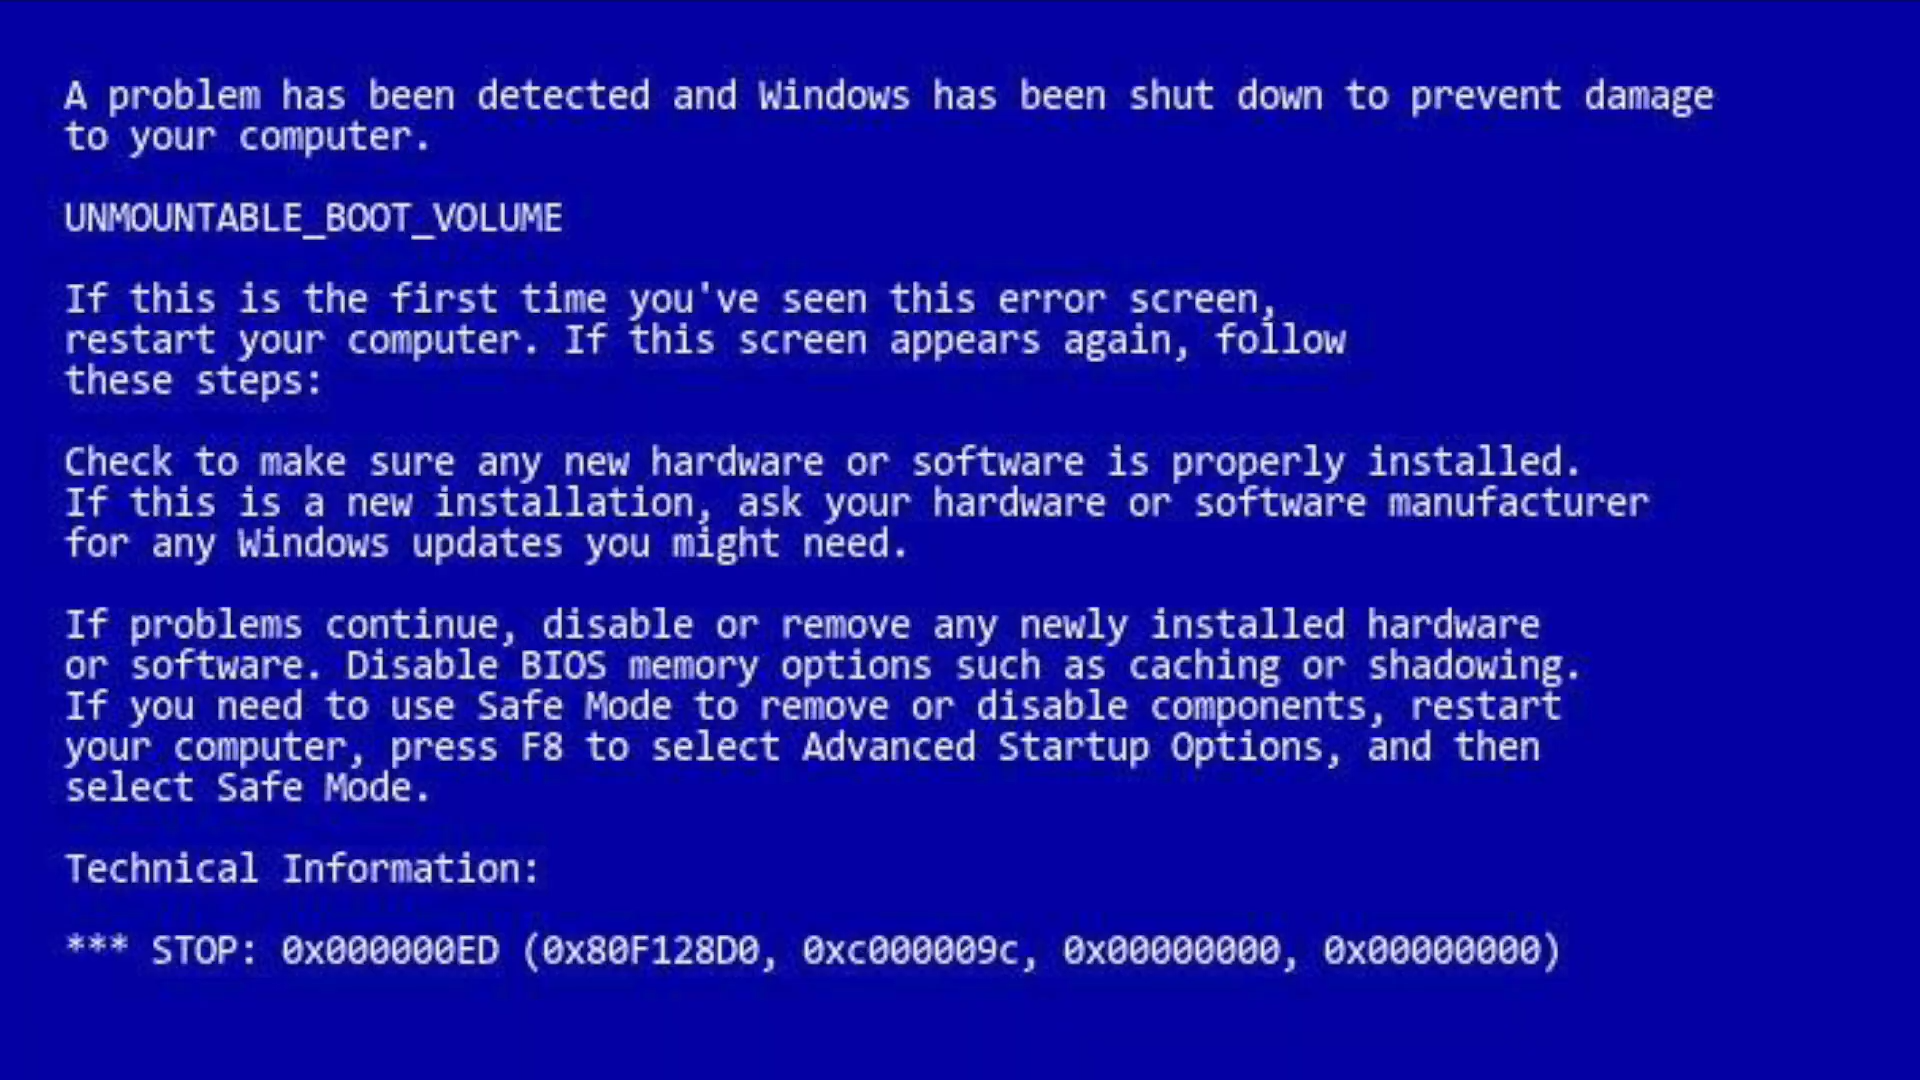 A problem has been detected and Windows has been shut down to prevent damage
to your computer.
UNMOUNTABLE_BOOT_VOLUME
If this is the first time you've seen this error screen,
restart your computer. If this screen appears again, follow
these steps:
Check to make sure any new hardware or software is properly installed.
If this is a new installation, ask your hardware or software manufacturer
for any Windows updates you might need.
If problems continue, disable or remove any newly installed hardware
or software. Disable BIOS memory options such as caching or shadowing.
If you need to use Safe Mode to remove or disable components, restart
your computer, press F8 to select Advanced Startup Options, and then
select Safe Mode.
Technical Information:
*** STOP: 0x000000ED (0x80F128D0, 0xc000009c, 0x00000000, 0x00000000)